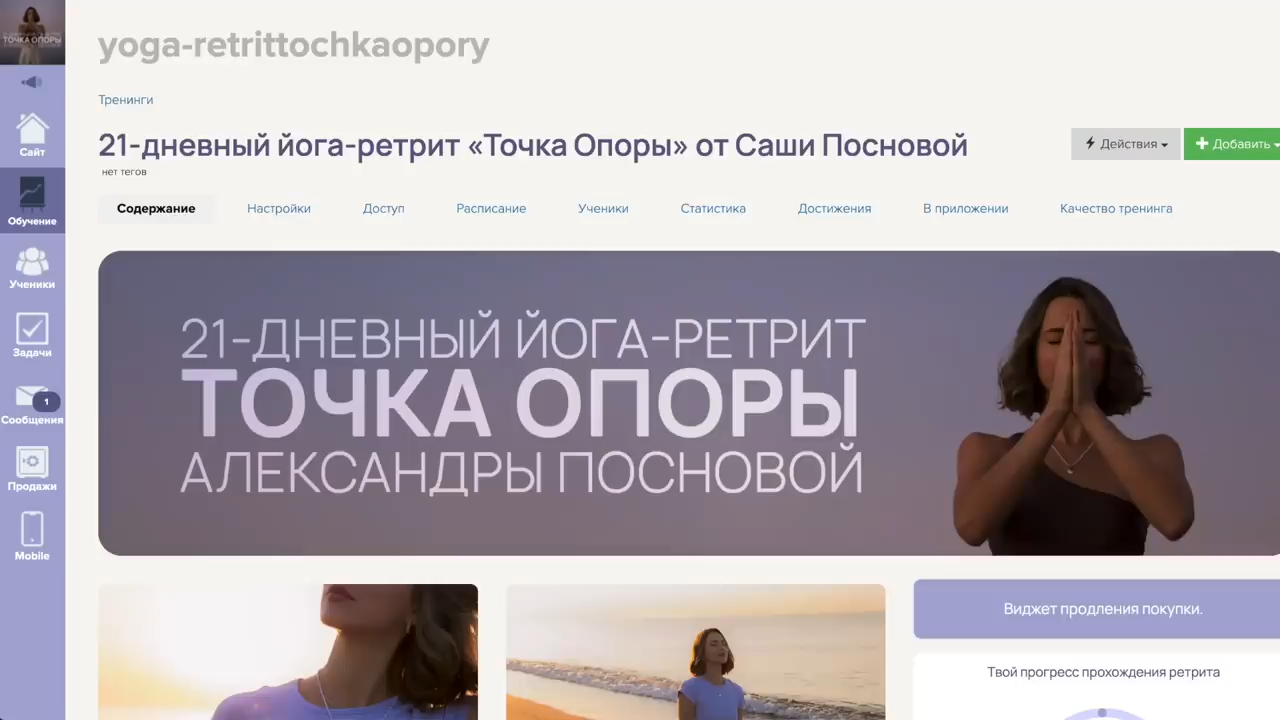 ТОЧКА ОПОРЫ
yoga-retrittochkaopory
Тренинги
21-дневный йога-ретрит «Точка Опоры» от Саши Посновой
нет тегов
Действия
Добавить
Содержание
Настройки
Доступ
Расписание
Ученики
Статистика
Достижения
В приложении
Качество тренинга
Сайт
Обучение
Ученики
Задачи
1
Сообщения
Продажи
Mobile
21-ДНЕВНЫЙ ЙОГА-РЕТРИТ
ТОЧКА ОПОРЫ
АЛЕКСАНДРЫ ПОСНОВОЙ
Виджет продления покупки.
Твой прогресс прохождения ретрита